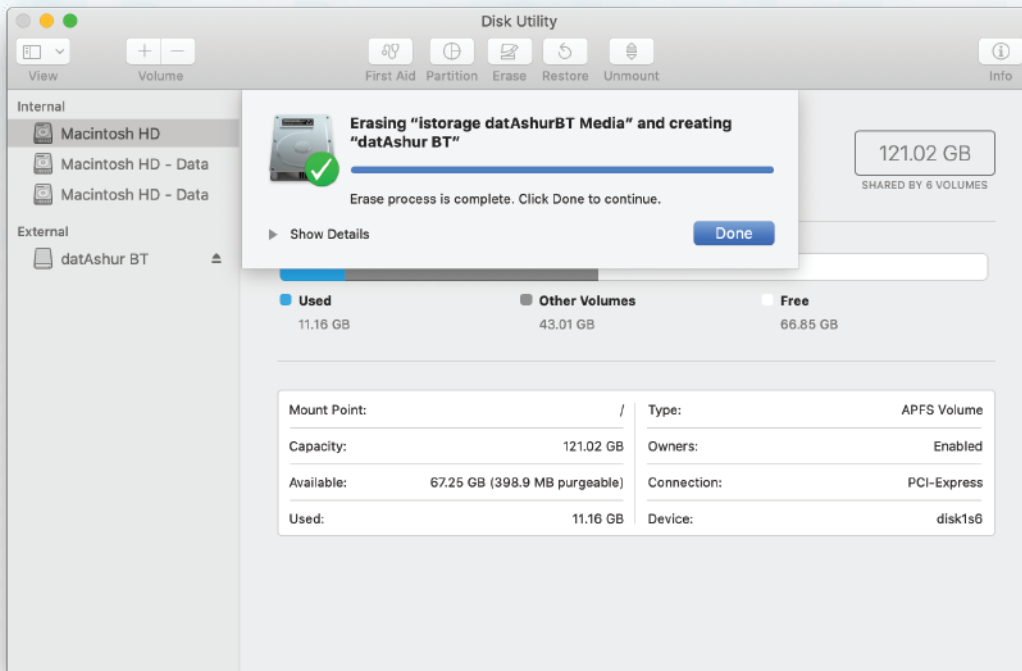 Disk Utility
View
Volume
First Aid
Partition
Erase
Restore
Unmount
Info
Internal
Macintosh HD
Macintosh HD - Data
Macintosh HD - Data
External
datAshur BT
Erasing “istorage datAshurBT Media” and creating
“datAshur BT”
Erase process is complete. Click Done to continue.
Show Details
Done
121.02 GB
SHARED BY 6 VOLUMES
Used
11.16 GB
Other Volumes
43.01 GB
Free
66.85 GB
Mount Point: /
Capacity: 121.02 GB
Available: 67.25 GB (398.9 MB purgeable)
Used: 11.16 GB
Type: APFS Volume
Owners: Enabled
Connection: PCI-Express
Device: disk1s6